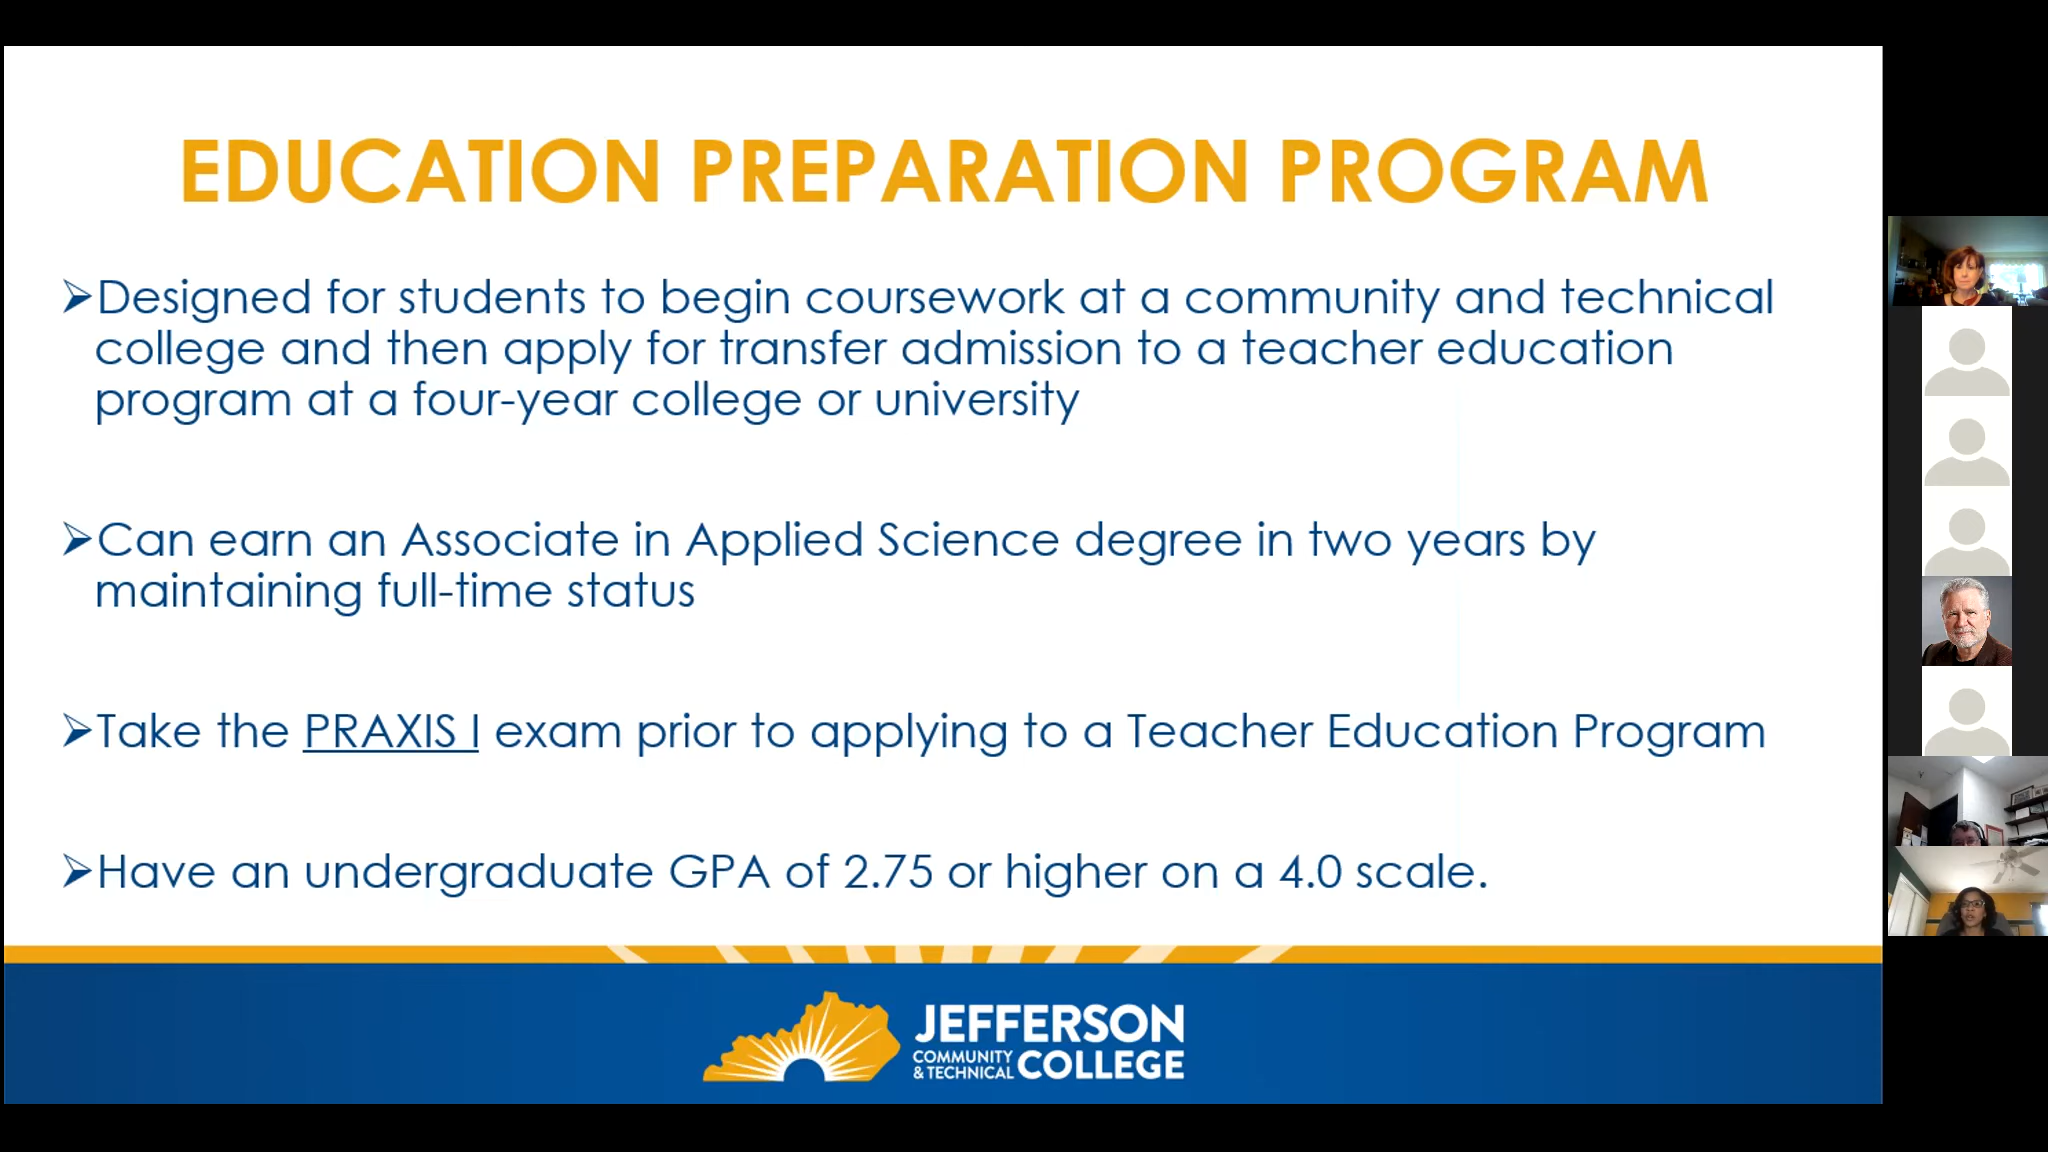 EDUCATION PREPARATION PROGRAM
➢Designed for students to begin coursework at a community and technical
college and then apply for transfer admission to a teacher education
program at a four-year college or university
➢Can earn an Associate in Applied Science degree in two years by
maintaining full-time status
➢Take the PRAXIS I exam prior to applying to a Teacher Education Program
➢Have an undergraduate GPA of 2.75 or higher on a 4.0 scale.
JEFFERSON
COMMUNITY
& TECHNICAL COLLEGE